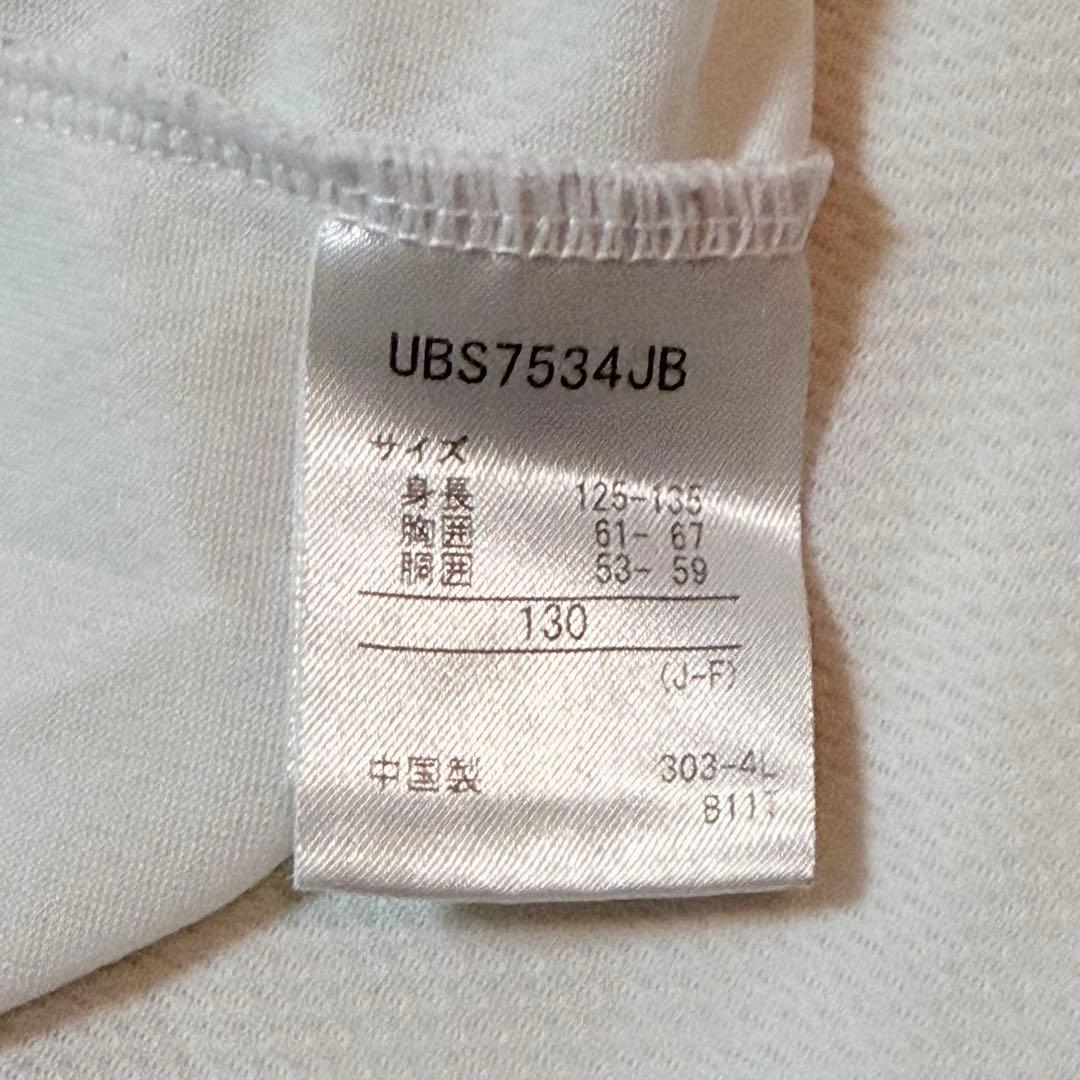 UBS7534JB
サイズ
身長 125-135
胸囲 61- 67
胴囲 53- 59
130
(J-F)
中国製 303-4L
811T